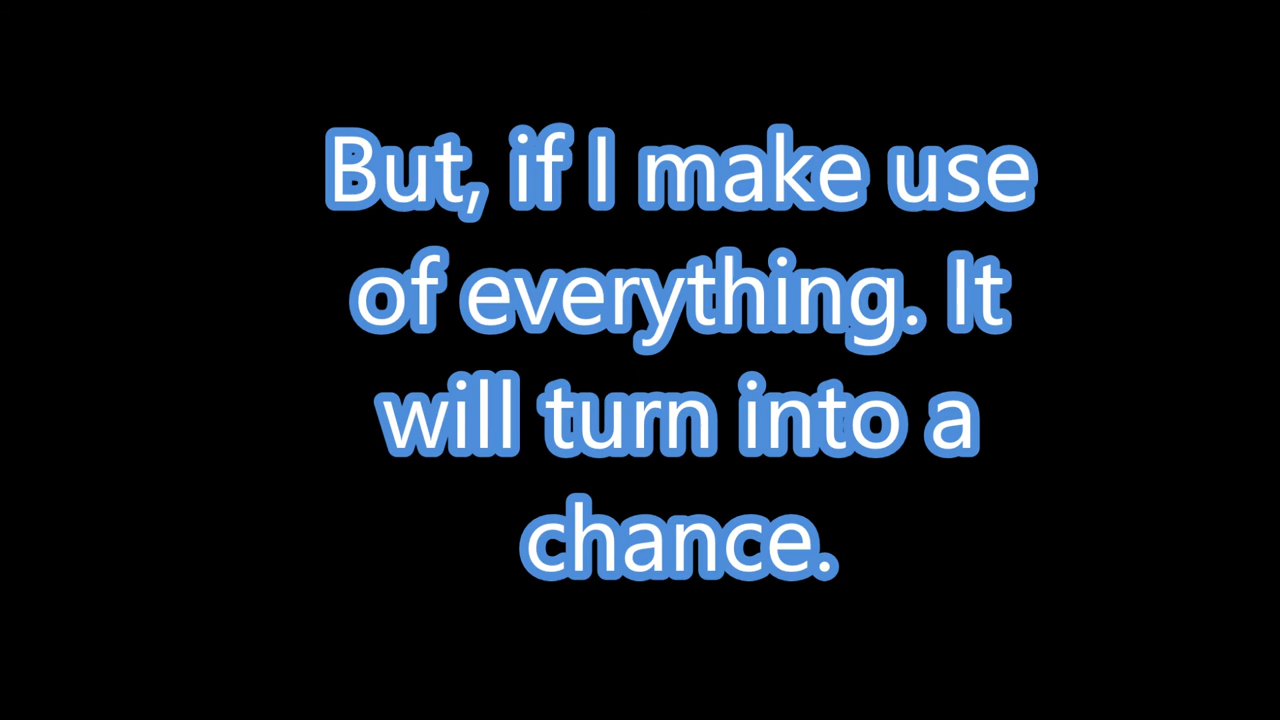 But, if I make use
of everything. It
will turn into a
chance.